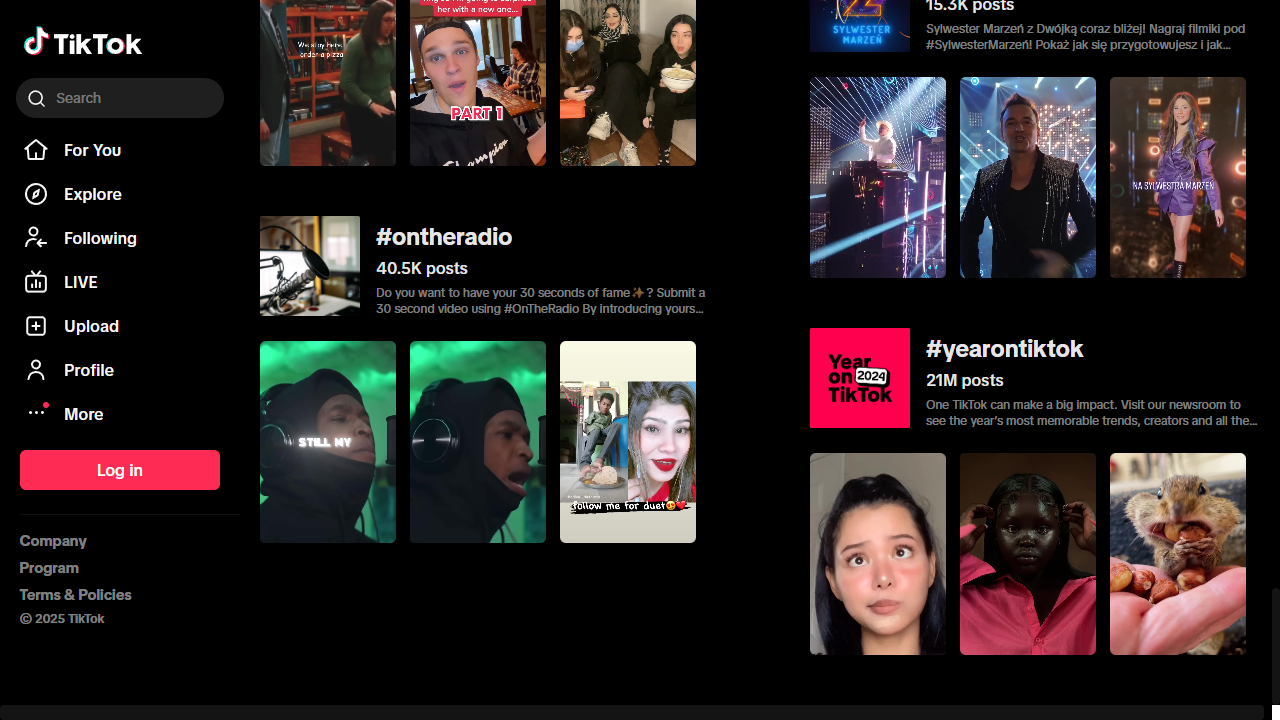 TikTok
Search
For You
Explore
Following
LIVE
Upload
Profile
More
Log in
Company
Program
Terms & Policies
© 2025 TikTok
We stay here,
order a pizza
her with a new one...
PART 1
Champion
#ontheradio
40.5K posts
Do you want to have your 30 seconds of fame✨? Submit a
30 second video using #OnTheRadio By introducing yours...
STILL MY
follow me for duet😍❤️
15.3K posts
Sylwester Marzeń z Dwójką coraz bliżej! Nagraj filmiki pod
#SylwesterMarzeń! Pokaż jak się przygotowujesz i jak...
SYLWESTER
MARZEŃ
NA SYLWESTRA MARZEŃ
#yearontiktok
21M posts
One TikTok can make a big impact. Visit our newsroom to
see the year's most memorable trends, creators and all the...
Year
on 2024
TikTok